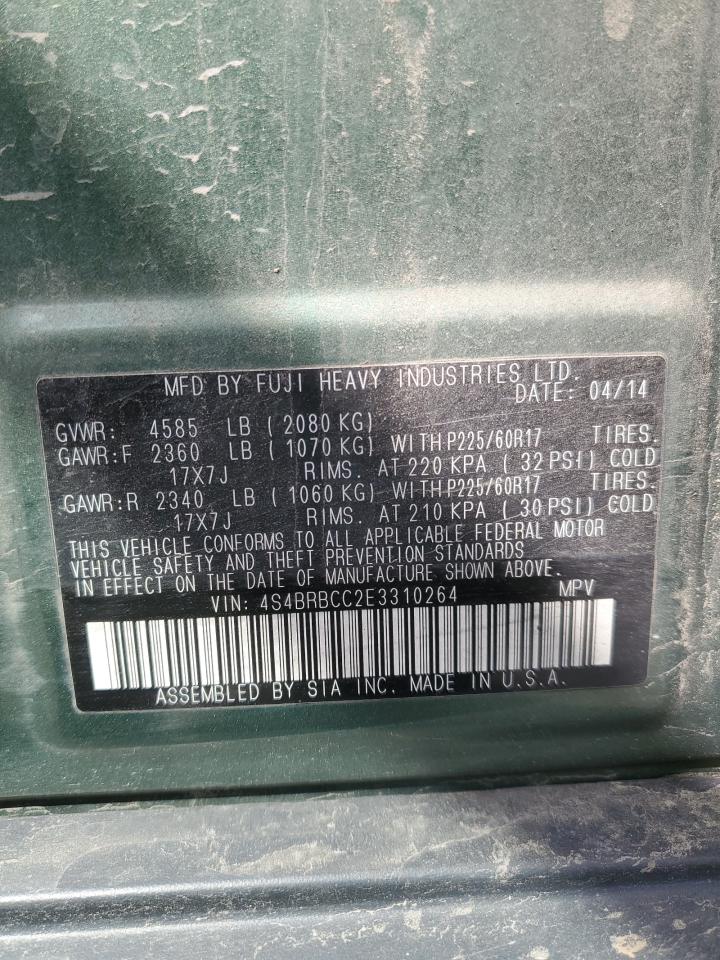 MFD BY FUJI HEAVY INDUSTRIES LTD.
DATE: 04/14
GVWR: 4585 LB ( 2080 KG)
GAWR:F 2360 LB ( 1070 KG) WITHP225/60R17 TIRES.
17X7J RIMS. AT 220 KPA ( 32 PSI) COLD
GAWR:R 2340 LB ( 1060 KG) WITHP225/60R17 TIRES.
17X7J RIMS. AT 210 KPA ( 30 PSI) COLD
THIS VEHICLE CONFORMS TO ALL APPLICABLE FEDERAL MOTOR
VEHICLE SAFETY AND THEFT PREVENTION STANDARDS
IN EFFECT ON THE DATE OF MANUFACTURE SHOWN ABOVE.
VIN: 4S4BRBCC2E3310264 MPV
ASSEMBLED BY SIA INC. MADE IN U.S.A.